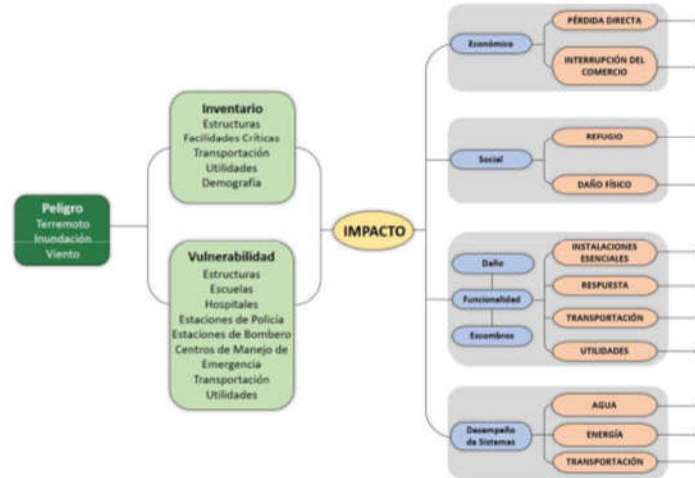 Peligro
Terremoto
Inundación
Viento
Inventario
Estructuras
Facilidades Críticas
Transportación
Utilidades
Demografía
Vulnerabilidad
Estructuras
Escuelas
Hospitales
Estaciones de Policía
Estaciones de Bombero
Centros de Manejo de
Emergencia
Transportación
Utilidades
IMPACTO
Económico
PÉRDIDA DIRECTA
INTERRUPCIÓN DEL
COMERCIO
Social
REFUGIO
DAÑO FÍSICO
Daño
Funcionalidad
Escombros
INSTALACIONES
ESENCIALES
RESPUESTA
TRANSPORTACIÓN
UTILIDADES
Desempeño
de Sistemas
AGUA
ENERGÍA
TRANSPORTACIÓN